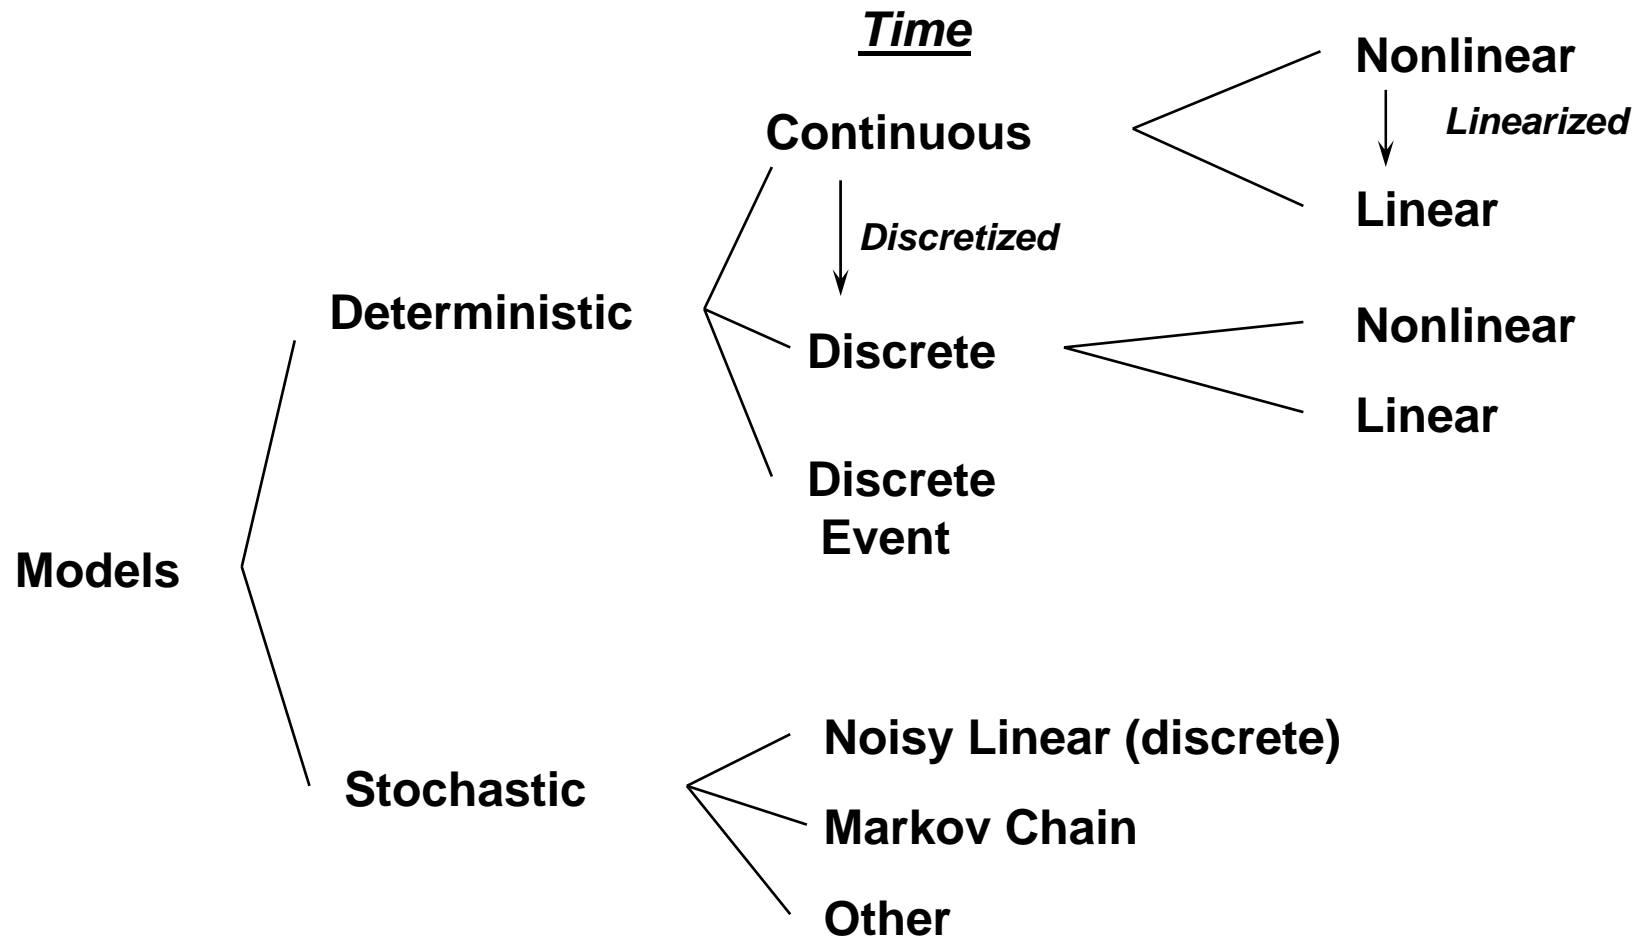 Time
Nonlinear
Linearized
Continuous
Linear
Discretized
Deterministic
Nonlinear
Discrete
Linear
Discrete
Event
Models
Noisy Linear (discrete)
Stochastic
Markov Chain
Other